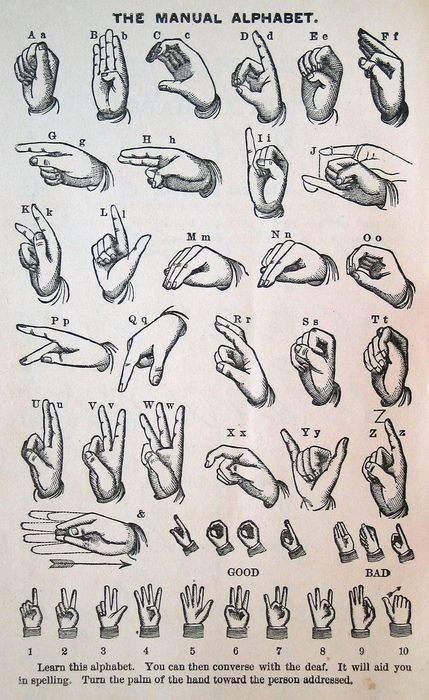 THE MANUAL ALPHABET.
A a B b C c D d E e F f
G g H h I i J
K k L l M m N n O o
P p Q q R r S s T t
U u V v W w X x Y y Z z
Z
&
GOOD BAD
1 2 3 4 5 6 7 8 9 10
Learn this alphabet. You can then converse with the deaf. It will aid you
in spelling. Turn the palm of the hand toward the person addressed.